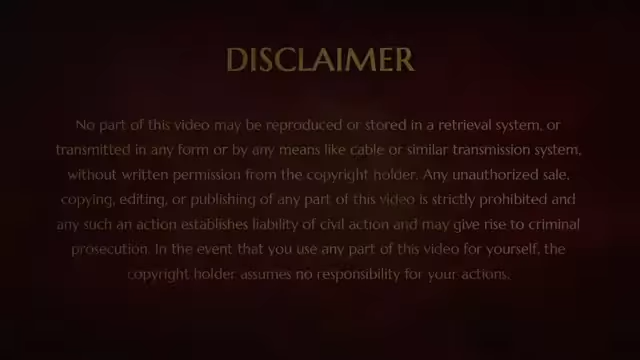 DISCLAIMER
No part of this video may be reproduced or stored in a retrieval system, or
transmitted in any form or by any means like cable or similar transmission system,
without written permission from the copyright holder. Any unauthorized sale,
copying, editing, or publishing of any part of this video is strictly prohibited and
any such an action establishes liability of civil action and may give rise to criminal
prosecution. In the event that you use any part of this video for yourself, the
copyright holder assumes no responsibility for your actions.